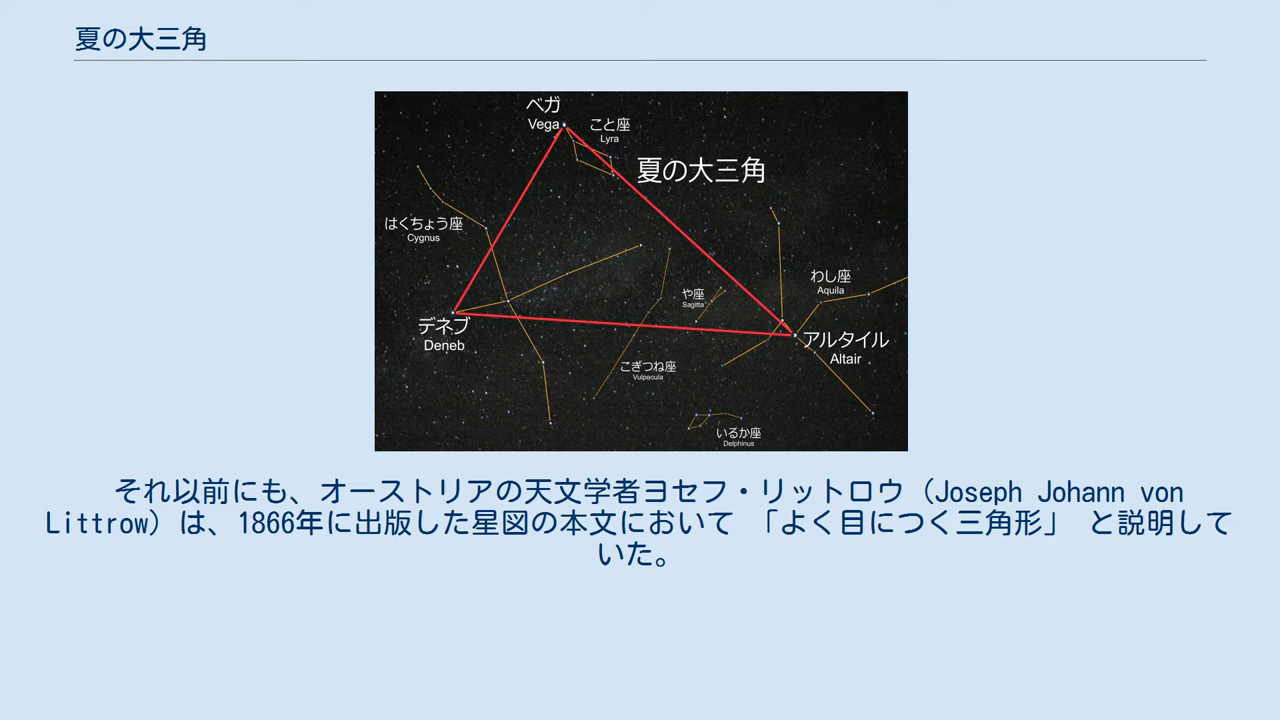 夏の大三角
ベガ
Vega
こと座
Lyra
夏の大三角
はくちょう座
Cygnus
わし座
Aquila
や座
Sagitta
デネブ
Deneb
アルタイル
Altair
こぎつね座
Vulpecula
いるか座
Delphinus
それ以前にも、オーストリアの天文学者ヨセフ・リットロウ（Joseph Johann von
Littrow）は、1866年に出版した星図の本文において 「よく目につく三角形」 と説明して
いた。